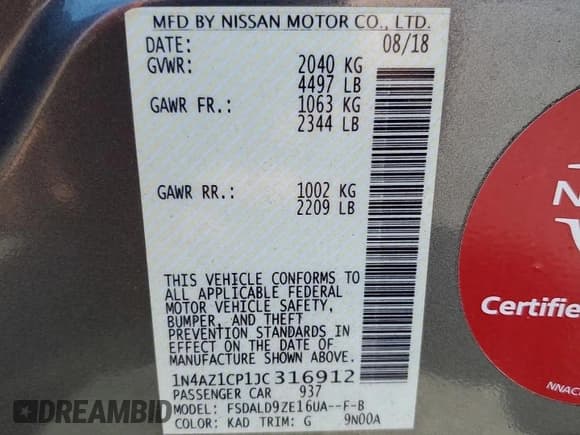 MFD BY NISSAN MOTOR CO., LTD.
DATE: 08/18
GVWR: 2040 KG
4497 LB
GAWR FR.: 1063 KG
2344 LB
GAWR RR.: 1002 KG
2209 LB
THIS VEHICLE CONFORMS TO
ALL APPLICABLE FEDERAL
MOTOR VEHICLE SAFETY,
BUMPER, AND THEFT
PREVENTION STANDARDS IN
EFFECT ON THE DATE OF
MANUFACTURE SHOWN ABOVE.
1N4AZ1CP1JC316912
PASSENGER CAR 937
MODEL: FSDALD9ZE16UA--F-B
COLOR: KAD TRIM: G 9N00A
Certifie
NNAC
DREAMBID